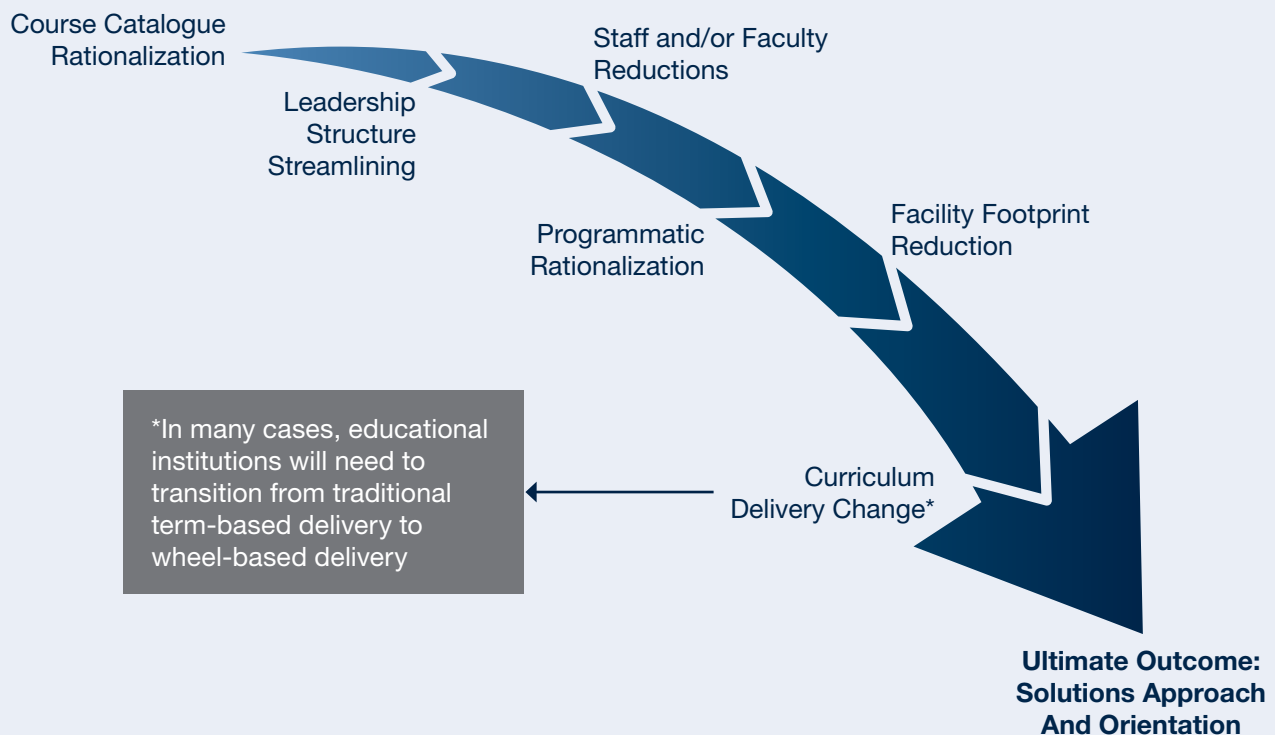 Course Catalogue
Rationalization
Leadership
Structure
Streamlining
Staff and/or Faculty
Reductions
Programmatic
Rationalization
Facility Footprint
Reduction
Curriculum
Delivery Change*
*In many cases, educational
institutions will need to
transition from traditional
term-based delivery to
wheel-based delivery
Ultimate Outcome:
Solutions Approach
And Orientation